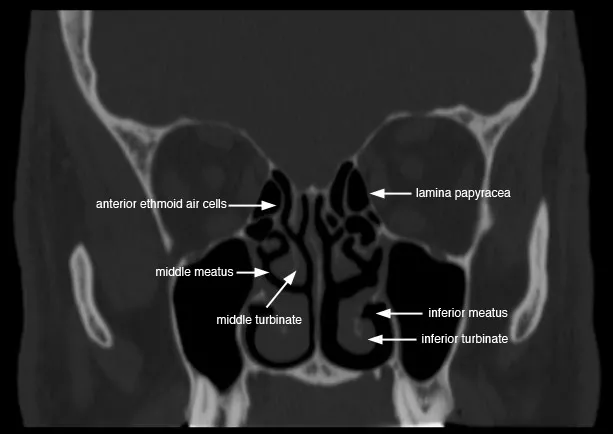 lamina papyracea
anterior ethmoid air cells
middle meatus
inferior meatus
middle turbinate
inferior turbinate